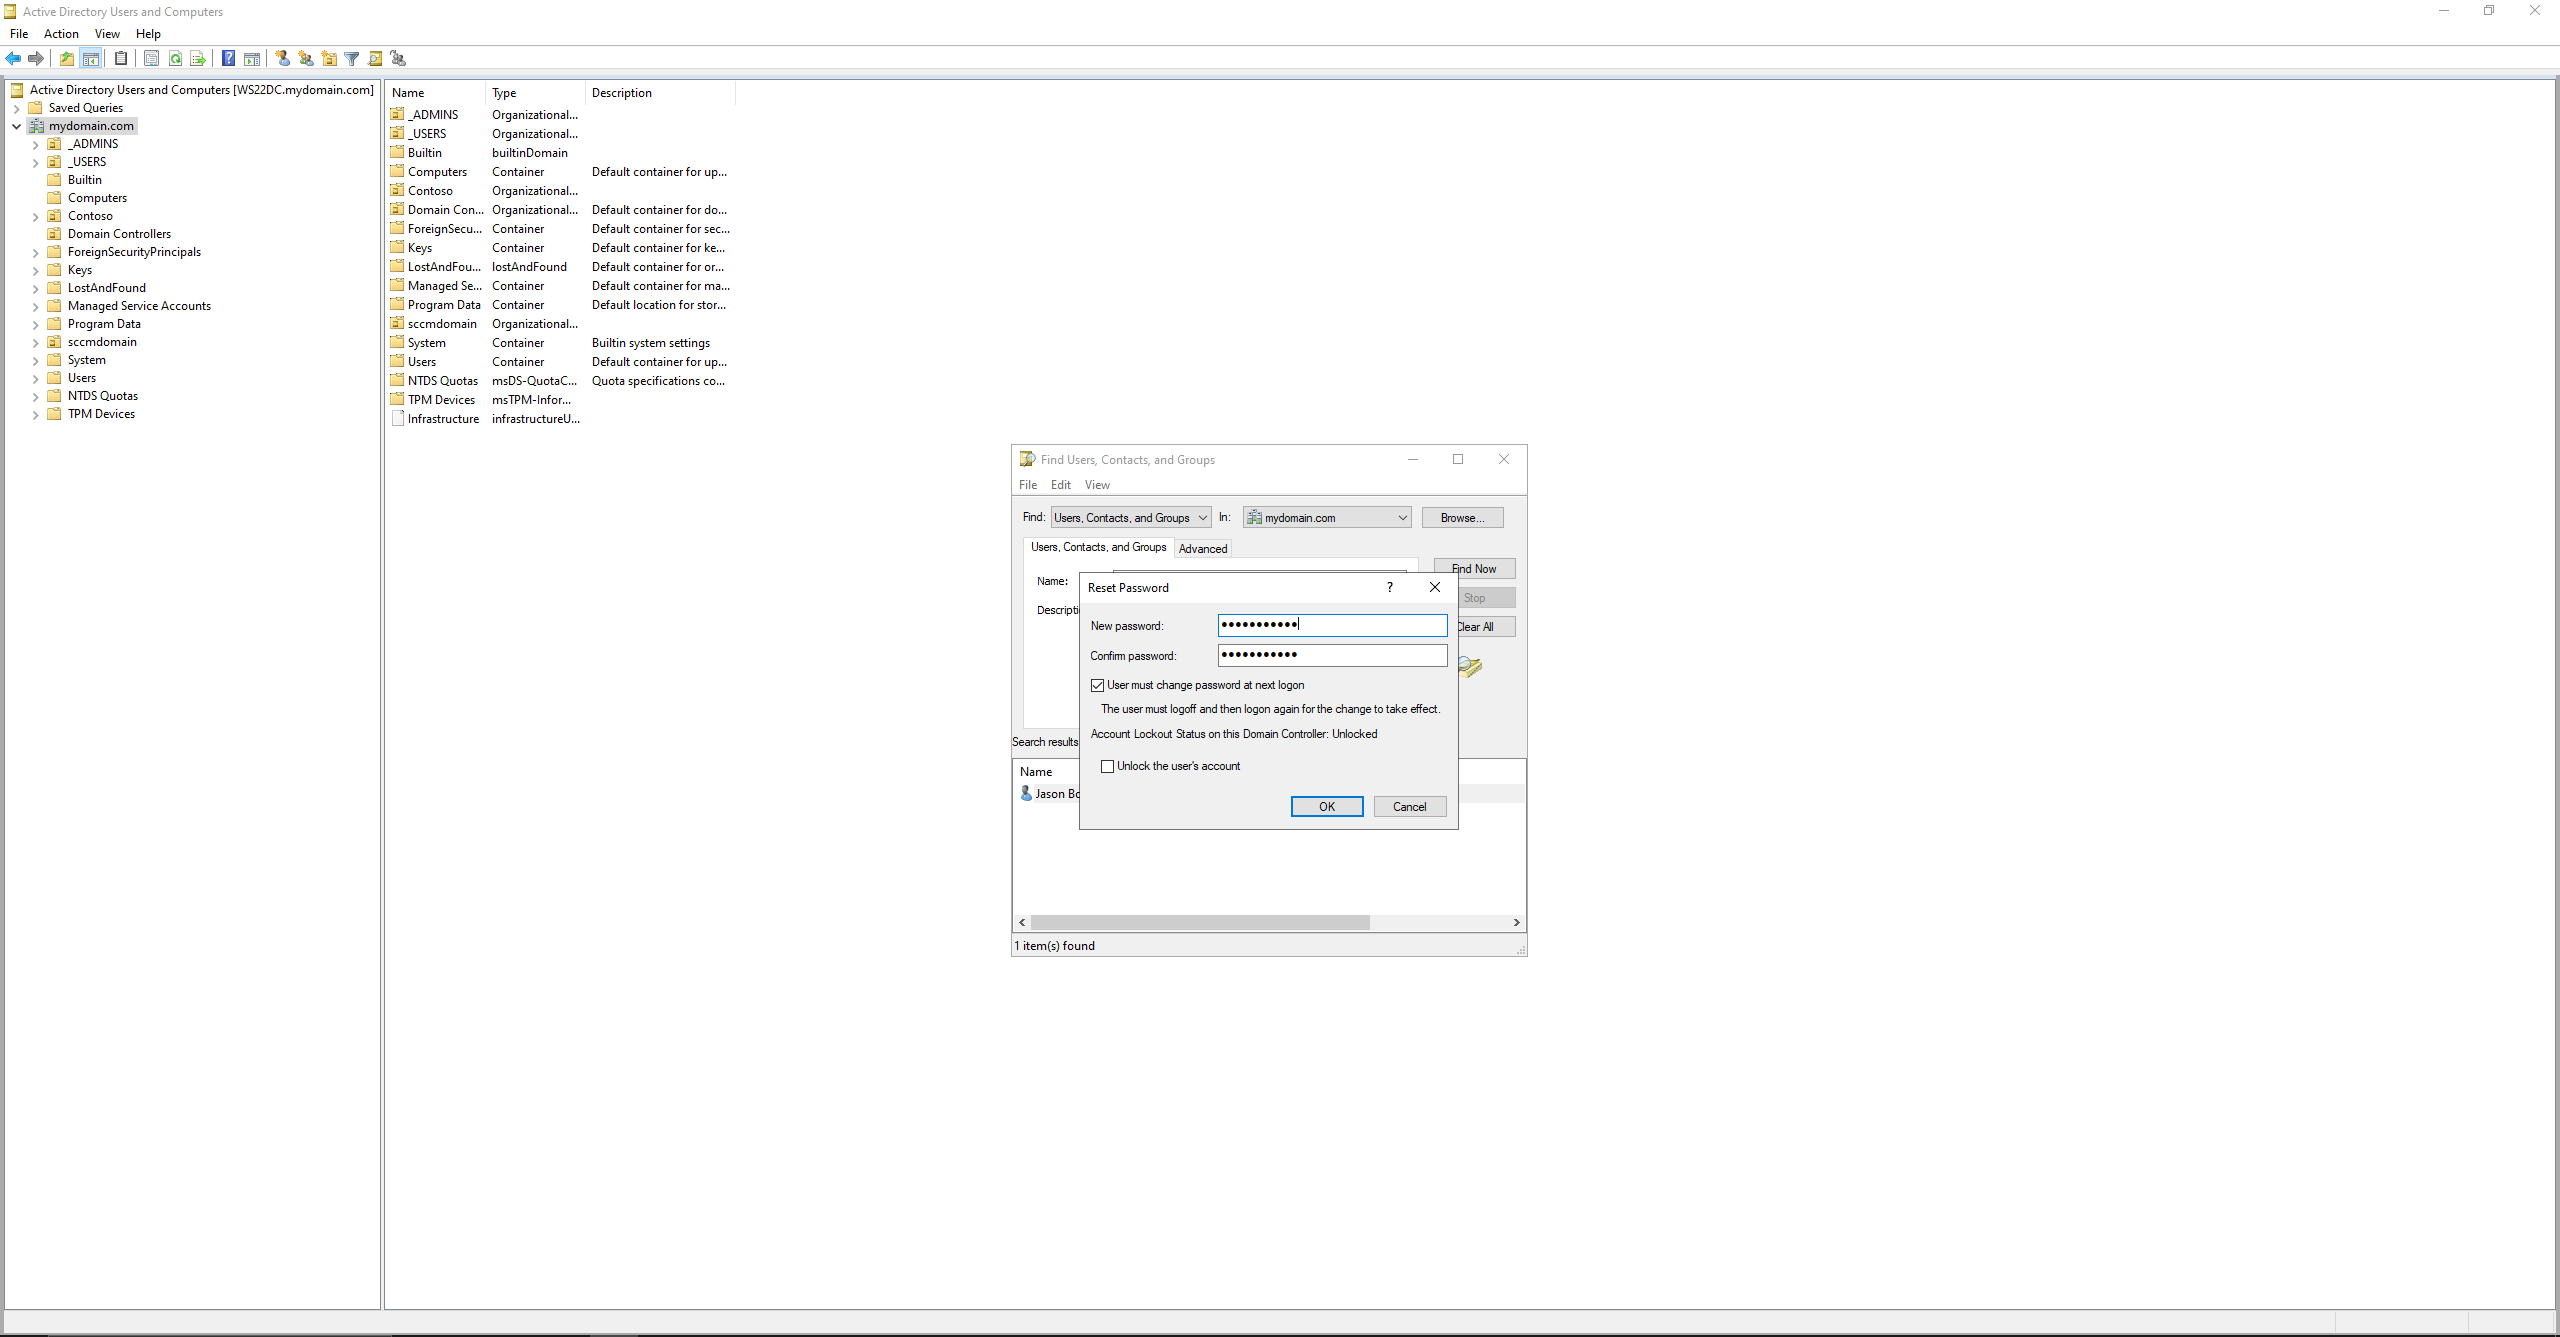 Active Directory Users and Computers
File Action View Help
Active Directory Users and Computers [WS22DC.mydomain.com]
Saved Queries
mydomain.com
_ADMINS
_USERS
Builtin
Computers
Contoso
Domain Controllers
ForeignSecurityPrincipals
Keys
LostAndFound
Managed Service Accounts
Program Data
sccmdomain
System
Users
NTDS Quotas
TPM Devices
Name Type Description
_ADMINS Organizational...
_USERS Organizational...
Builtin builtinDomain
Computers Container Default container for up...
Contoso Organizational...
Domain Con... Organizational... Default container for do...
ForeignSecu... Container Default container for sec...
Keys Container Default container for ke...
LostAndFou... lostAndFound Default container for or...
Managed Se... Container Default container for ma...
Program Data Container Default location for stor...
sccmdomain Organizational...
System Container Builtin system settings
Users Container Default container for up...
NTDS Quotas msDS-QuotaC... Quota specifications co...
TPM Devices msTPM-Infor...
Infrastructure infrastructureU...
Find Users, Contacts, and Groups
File Edit View
Find: Users, Contacts, and Groups In: mydomain.com Browse...
Users, Contacts, and Groups Advanced
Name: Find Now
Descripti Stop
Clear All
Reset Password ?
New password:
Confirm password:
User must change password at next logon
The user must logoff and then logon again for the change to take effect.
Account Lockout Status on this Domain Controller: Unlocked
Unlock the user's account
OK Cancel
Search results
Name
Jason Bo
1 item(s) found